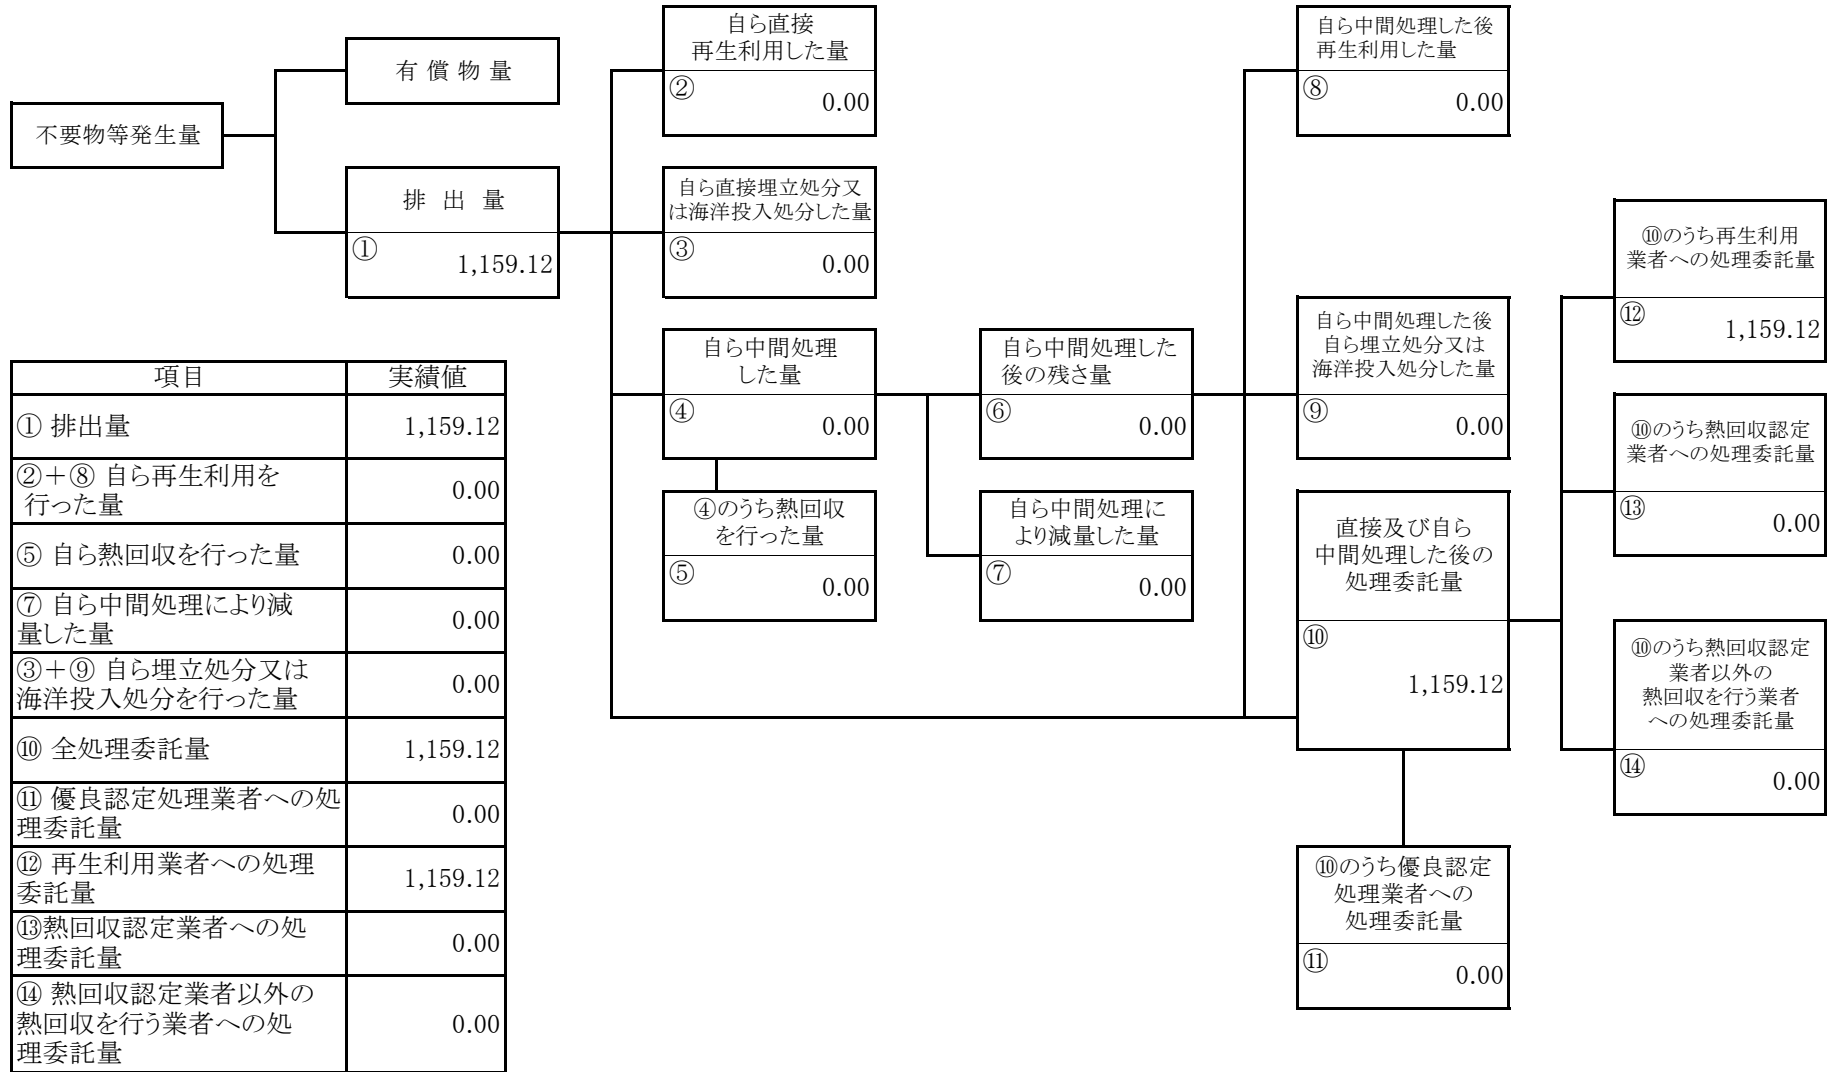 不要物等発生量
有 償 物 量
排 出 量
①
1,159.12
自ら直接
再生利用した量
②
0.00
自ら直接埋立処分又
は海洋投入処分した量
③
0.00
自ら中間処理
した量
④
0.00
④のうち熱回収
を行った量
⑤
0.00
自ら中間処理した
後の残さ量
⑥
0.00
自ら中間処理に
より減量した量
⑦
0.00
自ら中間処理した後
再生利用した量
⑧
0.00
自ら中間処理した後
自ら埋立処分又は
海洋投入処分した量
⑨
0.00
直接及び自ら
中間処理した後の
処理委託量
⑩
1,159.12
⑩のうち優良認定
処理業者への
処理委託量
⑪
0.00
⑩のうち再生利用
業者への処理委託量
⑫
1,159.12
⑩のうち熱回収認定
業者への処理委託量
⑬
0.00
⑩のうち熱回収認定
業者以外の
熱回収を行う業者
への処理委託量
⑭
0.00
項目 実績値
① 排出量 1,159.12
②＋⑧ 自ら再生利用を
行った量 0.00
⑤ 自ら熱回収を行った量 0.00
⑦ 自ら中間処理により減
量した量 0.00
③＋⑨ 自ら埋立処分又は
海洋投入処分を行った量 0.00
⑩ 全処理委託量 1,159.12
⑪ 優良認定処理業者への処
理委託量 0.00
⑫ 再生利用業者への処理
委託量 1,159.12
⑬熱回収認定業者への処
理委託量 0.00
⑭ 熱回収認定業者以外の
熱回収を行う業者への処
理委託量 0.00